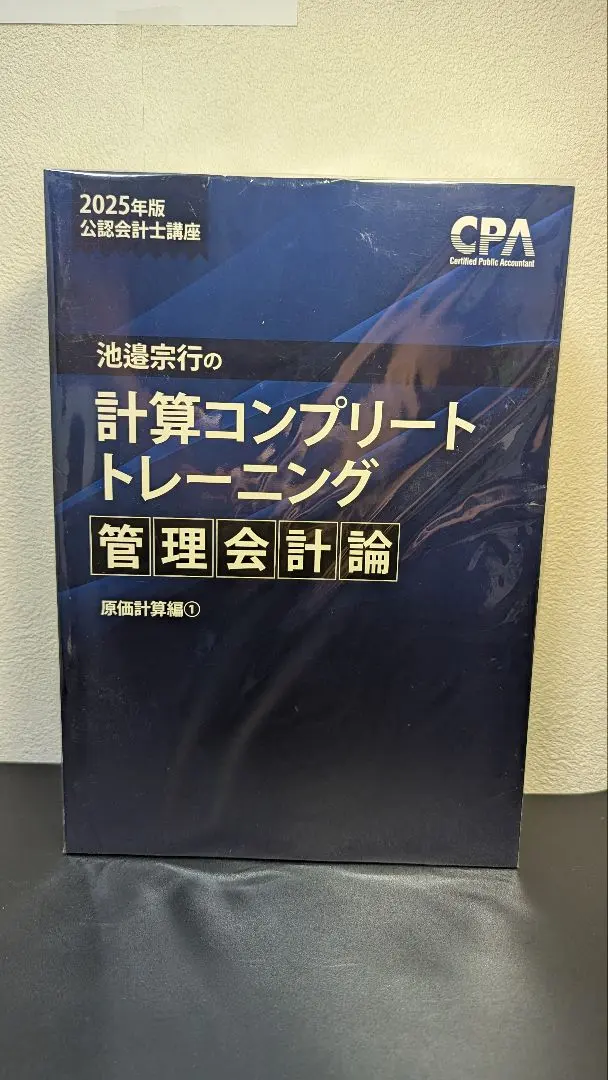 2025年版
公認会計士講座
CPA
Certified Public Accountant
池邉宗行の
計算コンプリート
トレーニング
管理会計論
原価計算編①